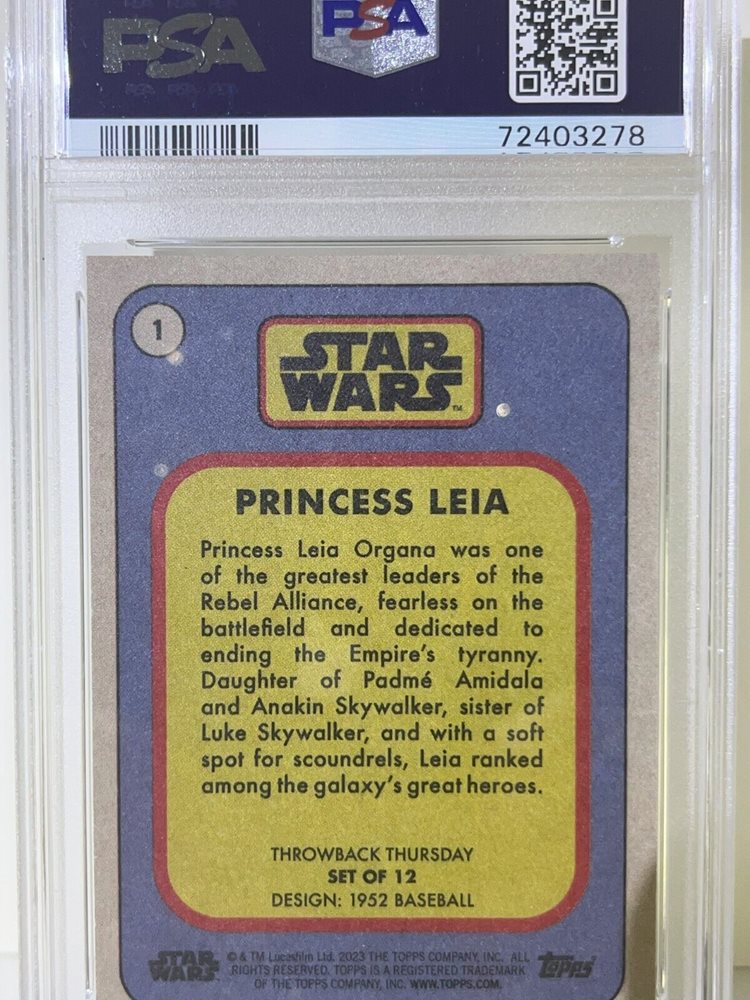 PSA
PSA
72403278
1
STAR
WARS™
PRINCESS LEIA
Princess Leia Organa was one
of the greatest leaders of the
Rebel Alliance, fearless on the
battlefield and dedicated to
ending the Empire's tyranny.
Daughter of Padmé Amidala
and Anakin Skywalker, sister of
Luke Skywalker, and with a soft
spot for scoundrels, Leia ranked
among the galaxy's great heroes.
THROWBACK THURSDAY
SET OF 12
DESIGN: 1952 BASEBALL
STAR
WARS
© & TM Lucasfilm Ltd. 2023 THE TOPPS COMPANY, INC. ALL
RIGHTS RESERVED. TOPPS IS A REGISTERED TRADEMARK
OF THE TOPPS COMPANY, INC. WWW.TOPPS.COM.
Topps